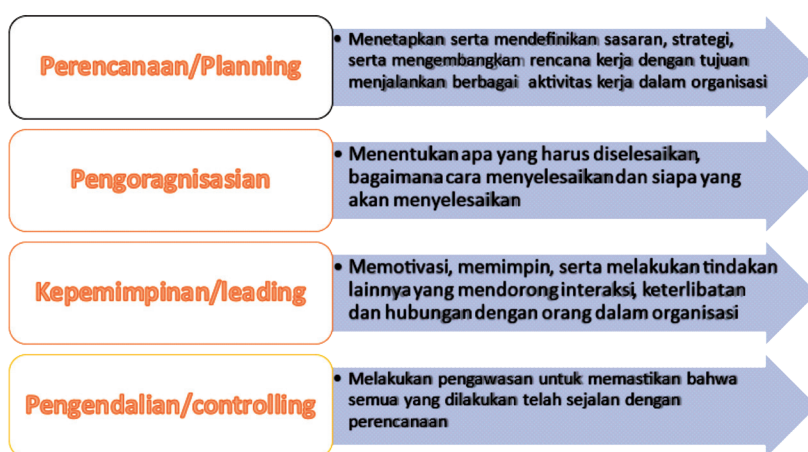 Perencanaan/Planning
• Menetapkan serta mendefinikan sasaran, strategi,
serta mengembangkan rencana kerja dengan tujuan
menjalankan berbagai aktivitas kerja dalam organisasi
Pengoragnisasian
• Menentukan apa yang harus diselesaikan,
bagaimana cara menyelesaikan dan siapa yang
akan menyelesaikan
Kepemimpinan/leading
• Memotivasi, memimpin, serta melakukan tindakan
lainnya yang mendorong interaksi, keterlibatan
dan hubungan dengan orang dalam organisasi
Pengendalian/controlling
• Melakukan pengawasan untuk memastikan bahwa
semua yang dilakukan telah sejalan dengan
perencanaan